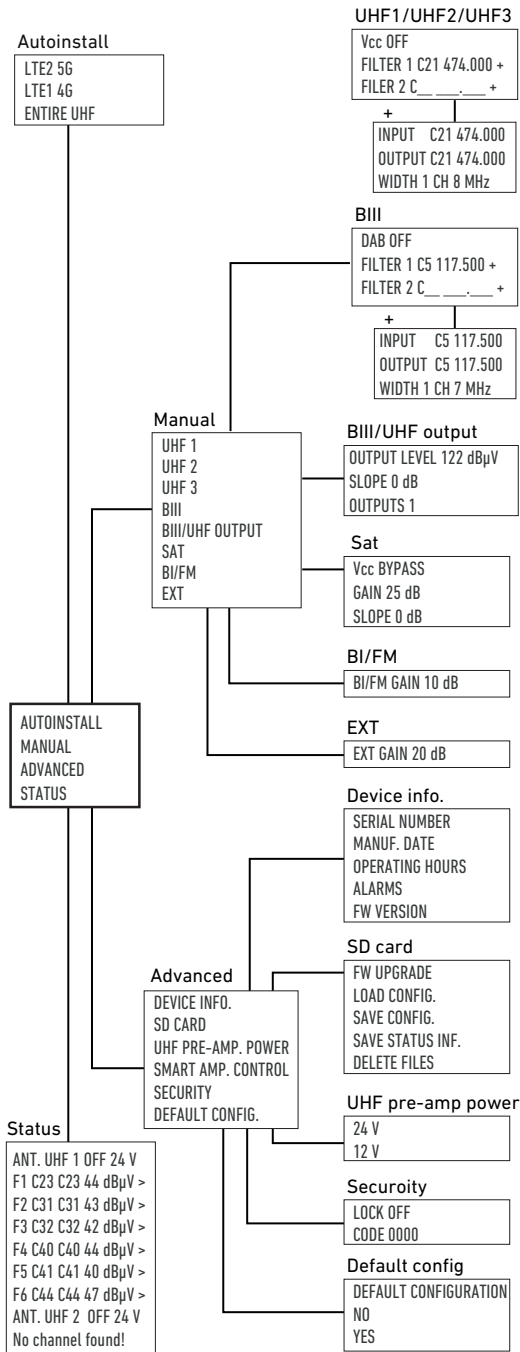 UHF1/UHF2/UHF3
Vcc OFF
FILTER 1 C21 474.000 +
FILER 2 C__ ___.___ +
+
INPUT C21 474.000
OUTPUT C21 474.000
WIDTH 1 CH 8 MHz
Autoinstall
LTE2 5G
LTE1 4G
ENTIRE UHF
BIII
DAB OFF
FILTER 1 C5 117.500 +
FILTER 2 C__ ___.___ +
+
INPUT C5 117.500
OUTPUT C5 117.500
WIDTH 1 CH 7 MHz
Manual
UHF 1
UHF 2
UHF 3
BIII
BIII/UHF OUTPUT
SAT
BI/FM
EXT
BIII/UHF output
OUTPUT LEVEL 122 dBµV
SLOPE 0 dB
OUTPUTS 1
Sat
Vcc BYPASS
GAIN 25 dB
SLOPE 0 dB
BI/FM
BI/FM GAIN 10 dB
EXT
EXT GAIN 20 dB
AUTOINSTALL
MANUAL
ADVANCED
STATUS
Device info.
SERIAL NUMBER
MANUF. DATE
OPERATING HOURS
ALARMS
FW VERSION
Advanced
DEVICE INFO.
SD CARD
UHF PRE-AMP. POWER
SMART AMP. CONTROL
SECURITY
DEFAULT CONFIG.
SD card
FW UPGRADE
LOAD CONFIG.
SAVE CONFIG.
SAVE STATUS INF.
DELETE FILES
UHF pre-amp power
24 V
12 V
Securoity
LOCK OFF
CODE 0000
Default config
DEFAULT CONFIGURATION
NO
YES
Status
ANT. UHF 1 OFF 24 V
F1 C23 C23 44 dBµV >
F2 C31 C31 43 dBµV >
F3 C32 C32 42 dBµV >
F4 C40 C40 44 dBµV >
F5 C41 C41 40 dBµV >
F6 C44 C44 47 dBµV >
ANT. UHF 2 OFF 24 V
No channel found!